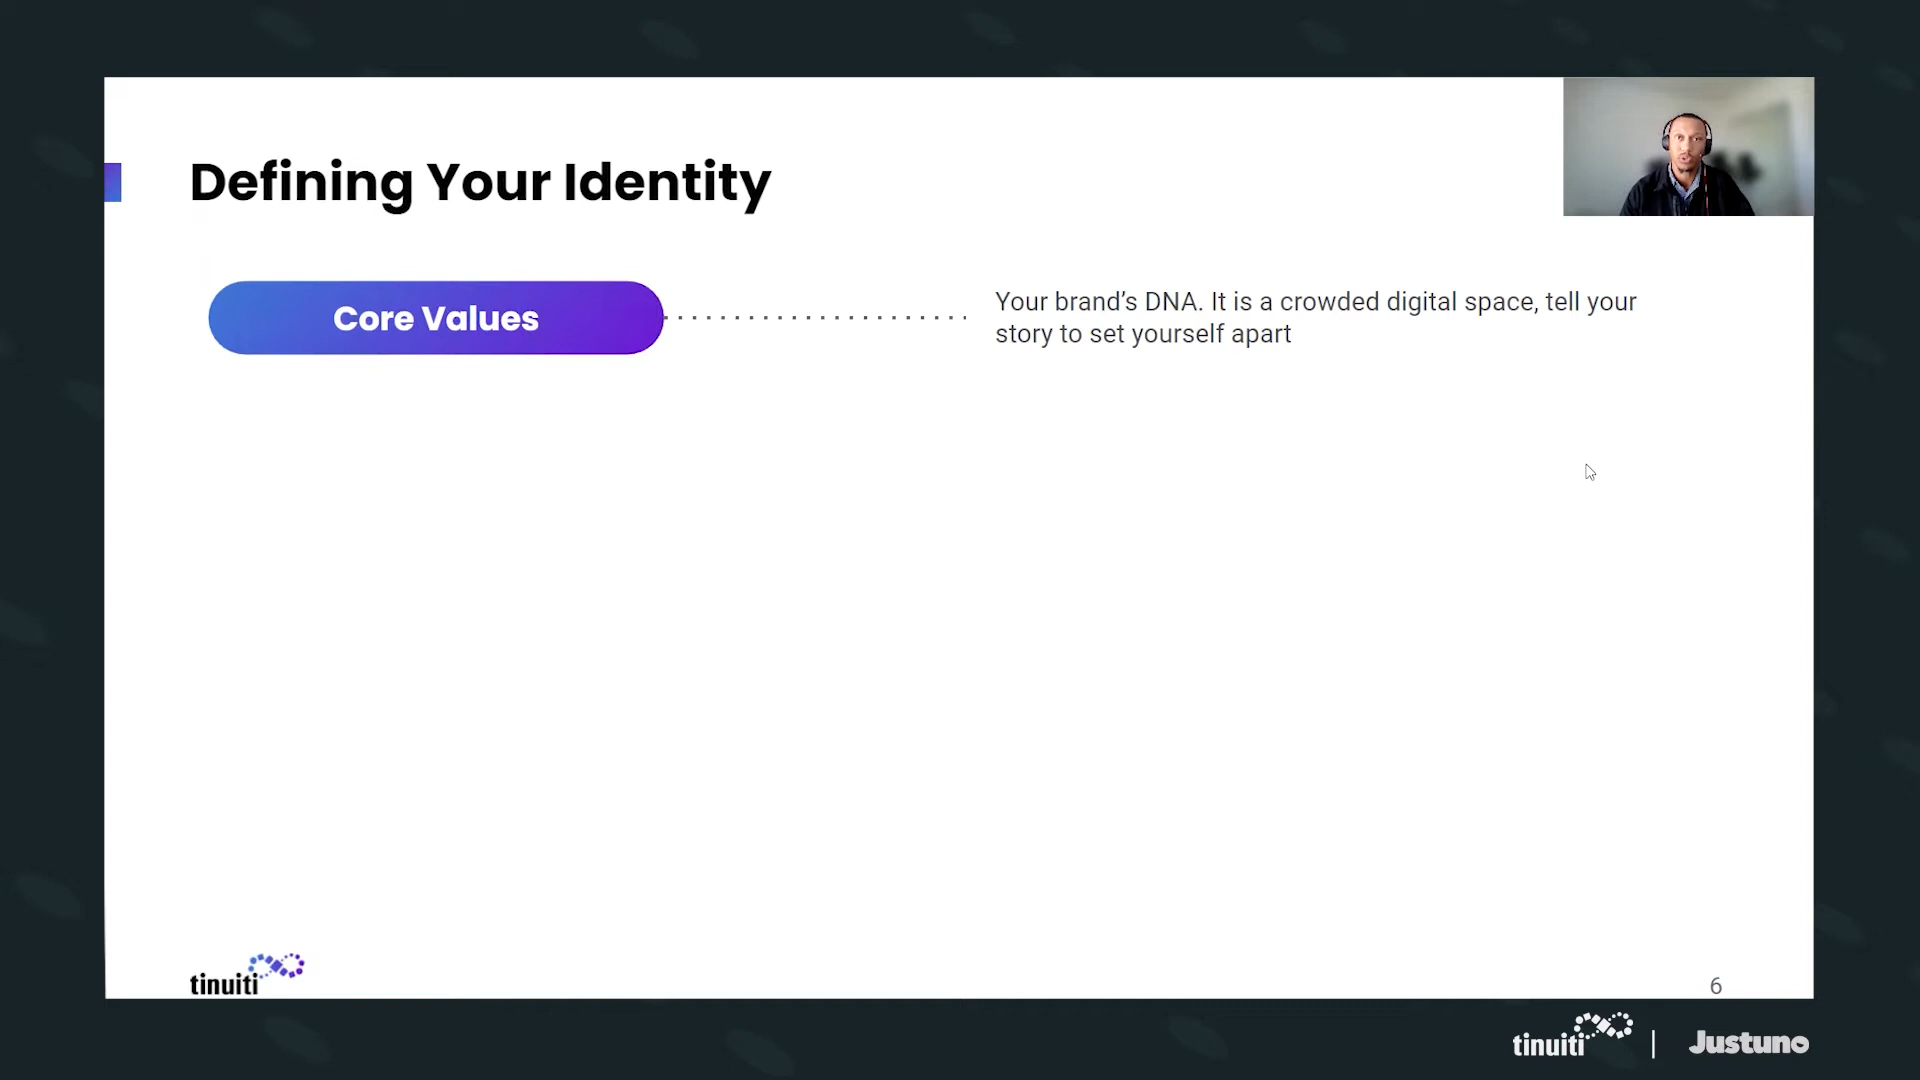 Defining Your Identity
Core Values
Your brand’s DNA. It is a crowded digital space, tell your
story to set yourself apart
tinuiti
6
tinuiti | Justuno